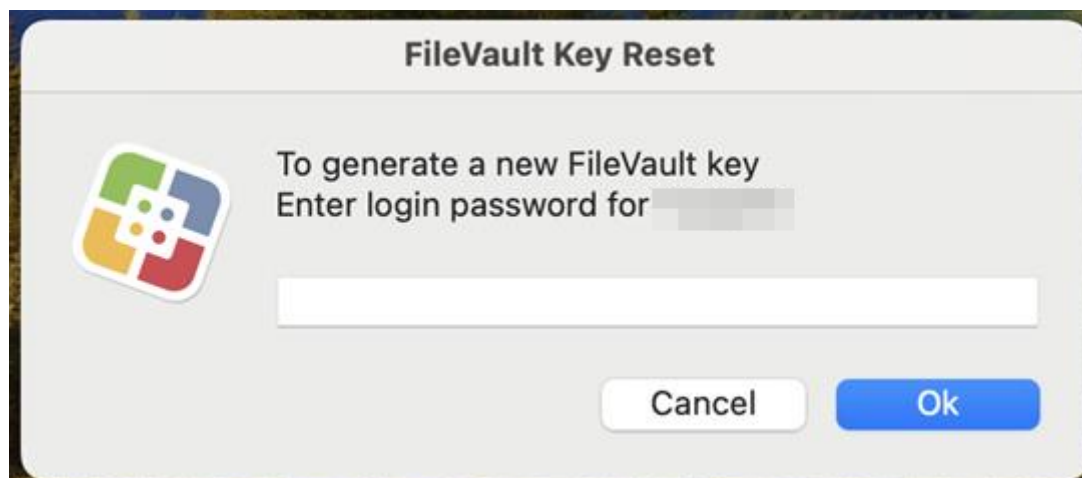 FileVault Key Reset
To generate a new FileVault key
Enter login password for
Cancel
Ok